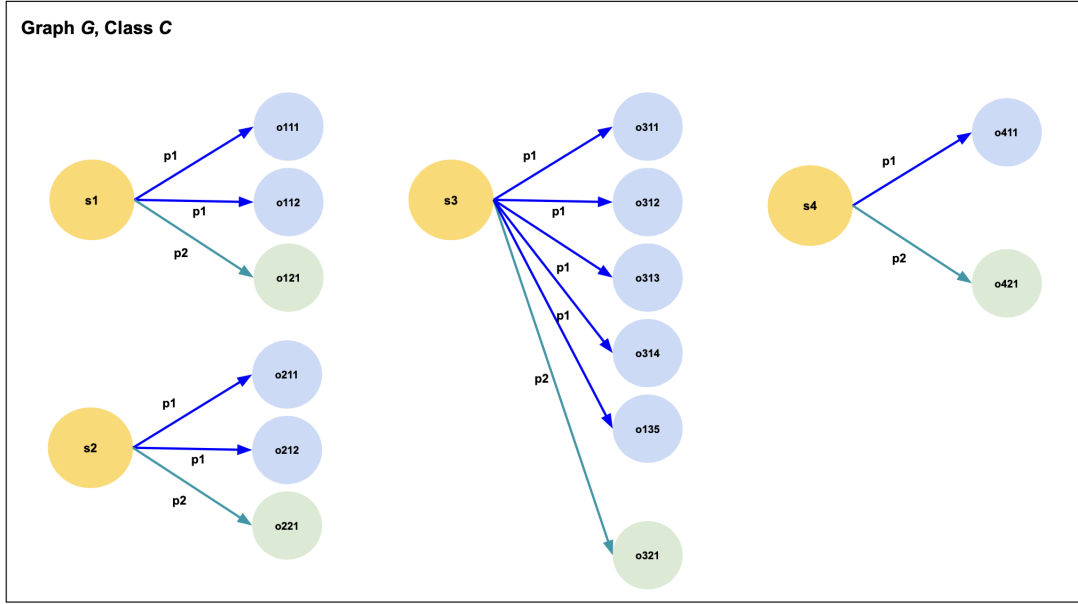 Graph G, Class C
s1
p1
p1
p2
o111
o112
o121
s2
p1
p1
p2
o211
o212
o221
s3
p1
p1
p1
p1
p2
o311
o312
o313
o314
o135
o321
s4
p1
p2
o411
o421